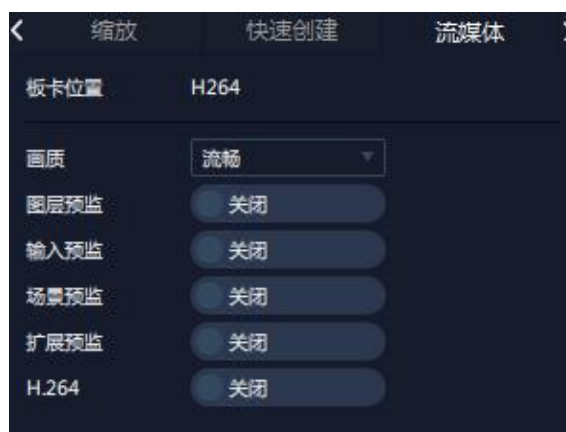 缩放 快速创建 流媒体
板卡位置 H264
画质 流畅
图层预监 关闭
输入预监 关闭
场景预监 关闭
扩展预监 关闭
H.264 关闭